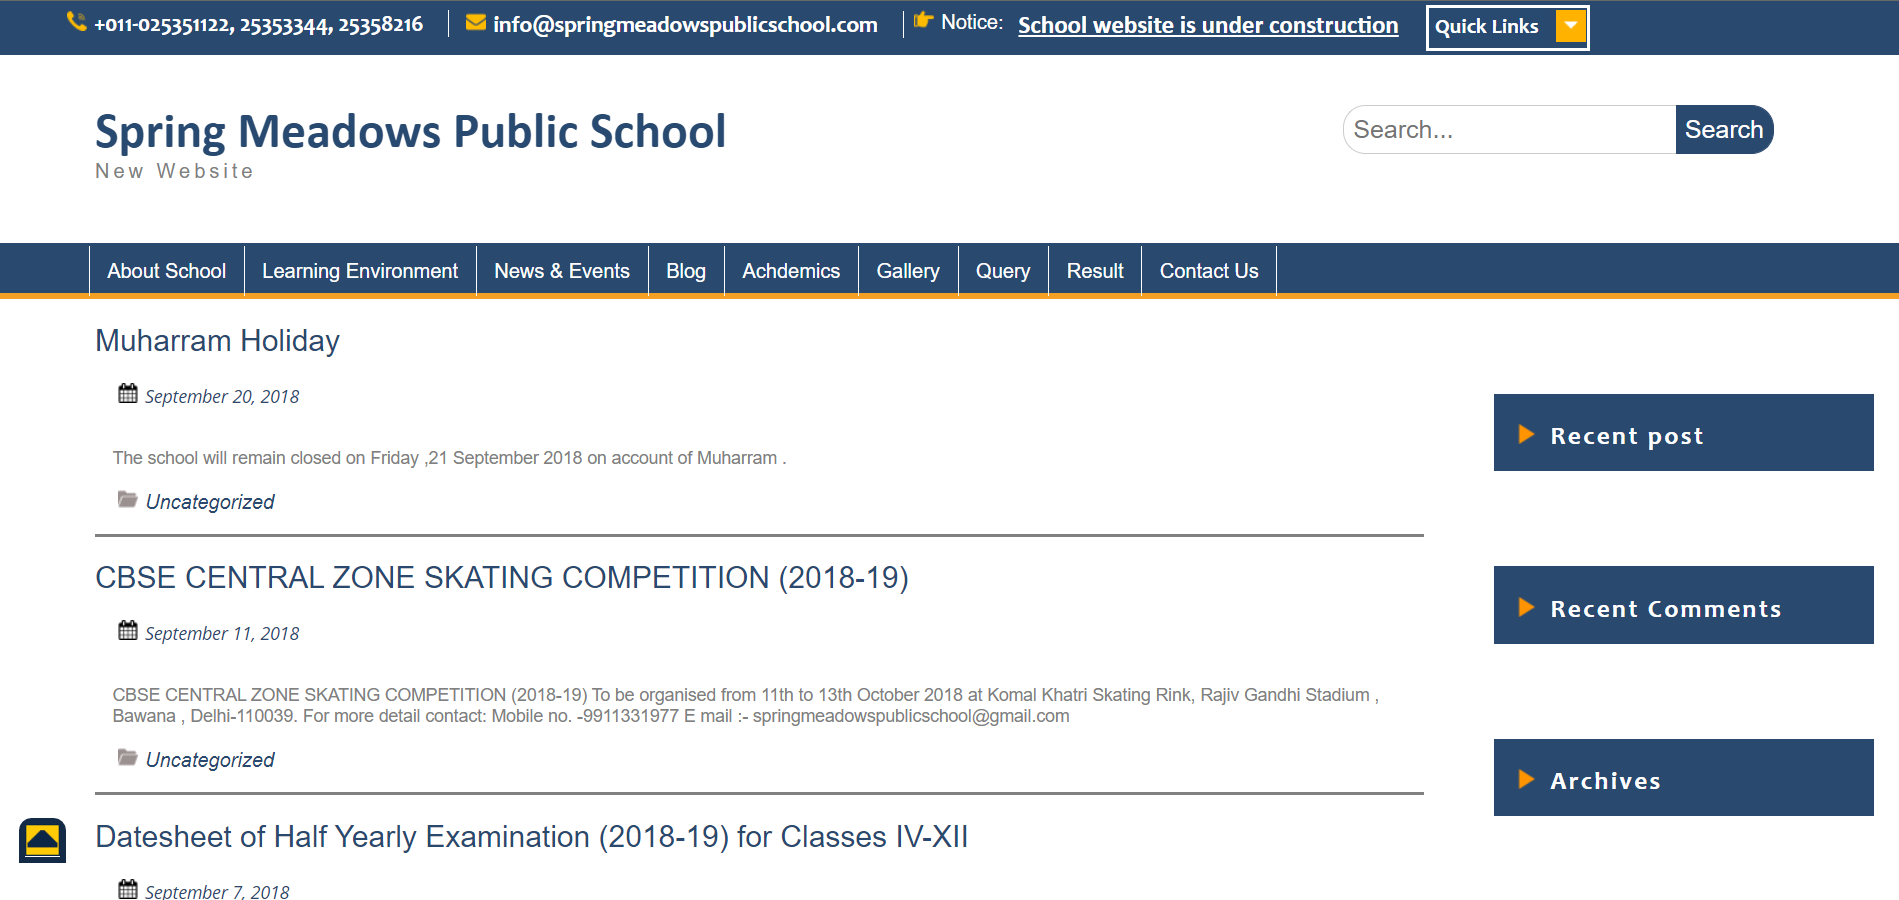 +011-025351122, 25353344, 25358216
info@springmeadowspublicschool.com
Notice:
School website is under construction
Quick Links
Spring Meadows Public School
New Website
Search...
Search
About School
Learning Environment
News & Events
Blog
Achdemics
Gallery
Query
Result
Contact Us
Muharram Holiday
September 20, 2018
The school will remain closed on Friday ,21 September 2018 on account of Muharram .
Uncategorized
CBSE CENTRAL ZONE SKATING COMPETITION (2018-19)
September 11, 2018
CBSE CENTRAL ZONE SKATING COMPETITION (2018-19) To be organised from 11th to 13th October 2018 at Komal Khatri Skating Rink, Rajiv Gandhi Stadium ,
Bawana , Delhi-110039. For more detail contact: Mobile no. -9911331977 E mail :- springmeadowspublicschool@gmail.com
Uncategorized
Datesheet of Half Yearly Examination (2018-19) for Classes IV-XII
September 7, 2018
Recent post
Recent Comments
Archives